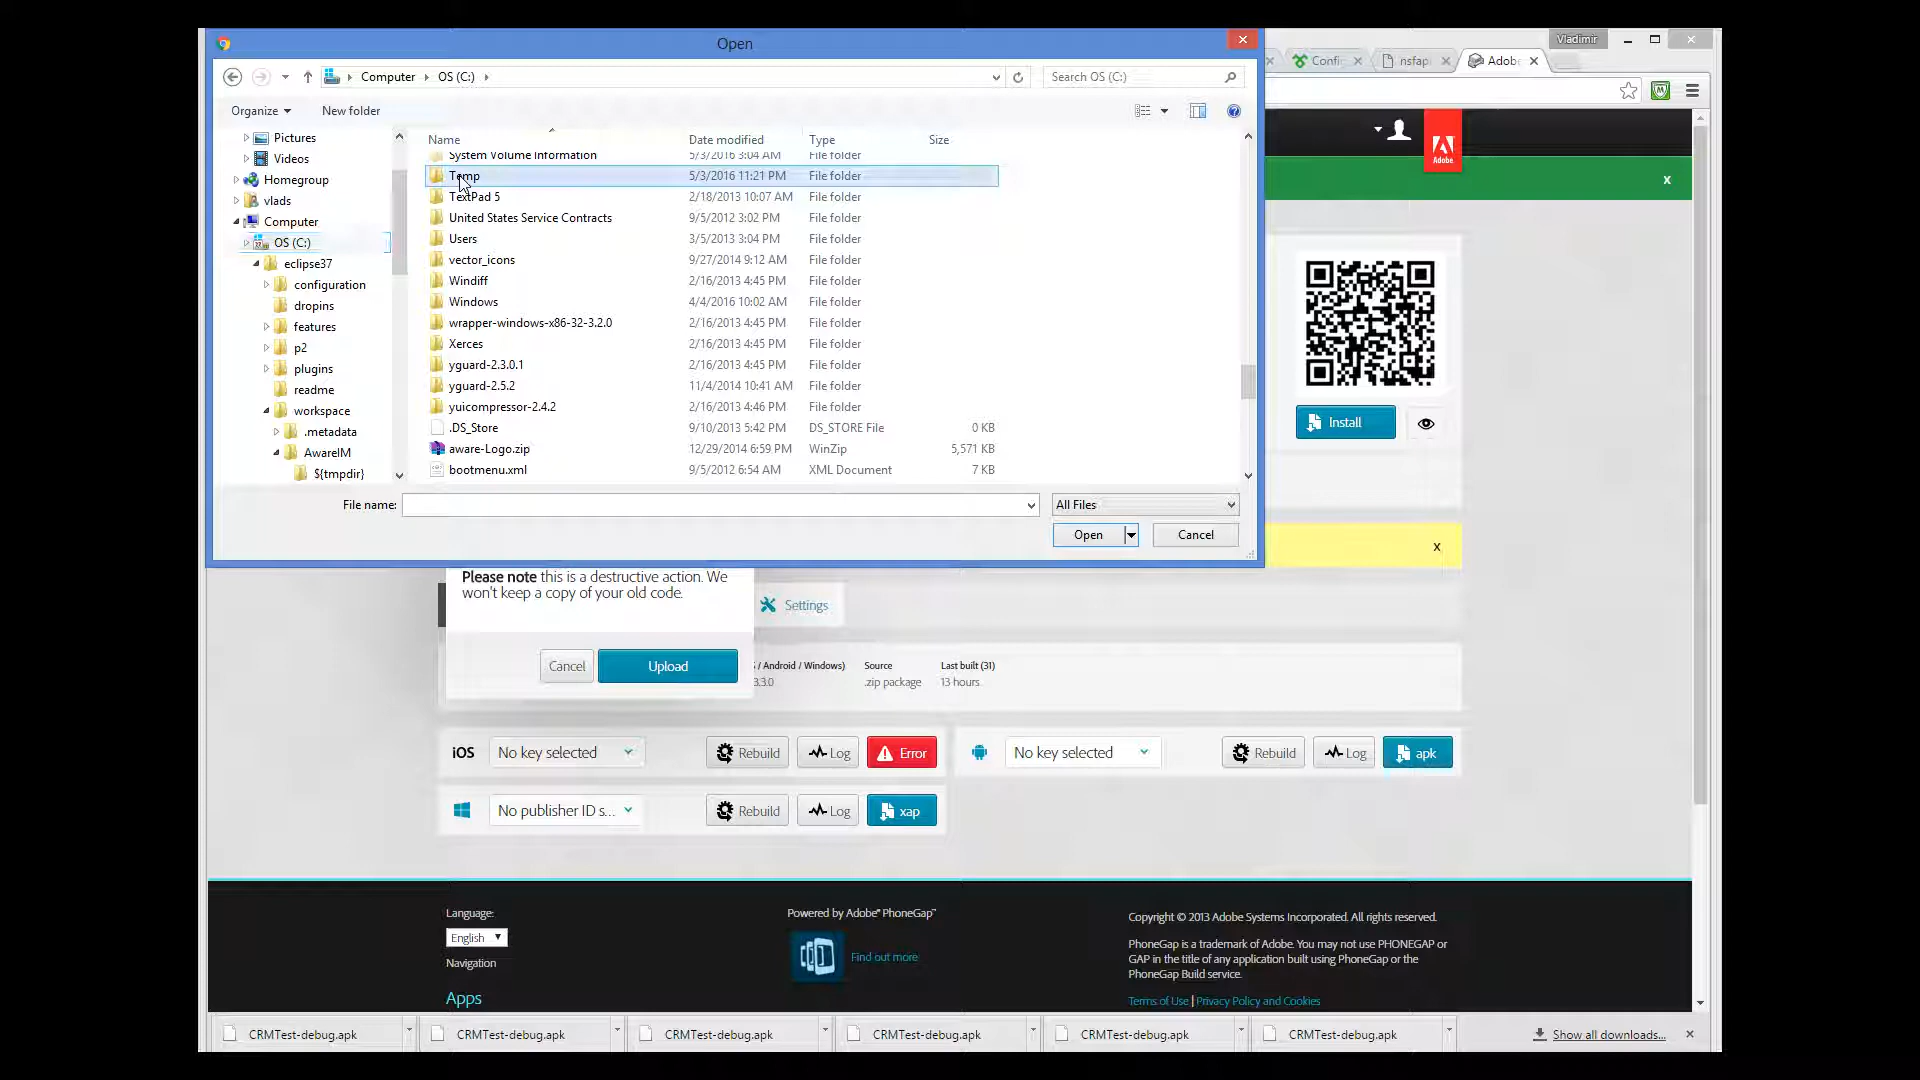 Open
Vladimir
Computer
OS (C:)
Search OS (C:)
Config
nsfap
Adobe
Organize
New folder
Name
Date modified
Type
Size
Pictures
Videos
Homegroup
vlads
Computer
OS (C:)
eclipse37
configuration
dropins
features
p2
plugins
readme
workspace
.metadata
AwareIM
${tmpdir}
System Volume Information 5/3/2016 3:04 AM File folder
Temp 5/3/2016 11:21 PM File folder
TextPad 5 2/18/2013 10:07 AM File folder
United States Service Contracts 9/5/2012 3:02 PM File folder
Users 3/5/2013 3:04 PM File folder
vector_icons 9/27/2014 9:12 AM File folder
Windiff 2/16/2013 4:45 PM File folder
Windows 4/4/2016 10:02 AM File folder
wrapper-windows-x86-32-3.2.0 2/16/2013 4:45 PM File folder
Xerces 2/16/2013 4:45 PM File folder
yguard-2.3.0.1 2/16/2013 4:45 PM File folder
yguard-2.5.2 11/4/2014 10:41 AM File folder
yuicompressor-2.4.2 2/16/2013 4:46 PM File folder
.DS_Store 9/10/2013 5:42 PM DS_STORE File 0 KB
aware-Logo.zip 12/29/2014 6:59 PM WinZip 5,571 KB
bootmenu.xml 9/5/2012 6:54 AM XML Document 7 KB
File name:
All Files
Open
Cancel
Adobe
x
Install
x
Please note this is a destructive action. We
won't keep a copy of your old code.
Cancel
Upload
Settings
/ Android / Windows)
3.3.0
Source
.zip package
Last built (31)
13 hours
iOS
No key selected
Rebuild
Log
Error
No key selected
Rebuild
Log
apk
No publisher ID s...
Rebuild
Log
xap
Language:
English
Navigation
Apps
Powered by Adobe® PhoneGap™
Find out more
Copyright © 2013 Adobe Systems Incorporated. All rights reserved.
PhoneGap is a trademark of Adobe. You may not use PHONEGAP or
GAP in the title of any application built using PhoneGap or the
PhoneGap Build service.
Terms of Use | Privacy Policy and Cookies
CRMTest-debug.apk
CRMTest-debug.apk
CRMTest-debug.apk
CRMTest-debug.apk
CRMTest-debug.apk
CRMTest-debug.apk
Show all downloads...